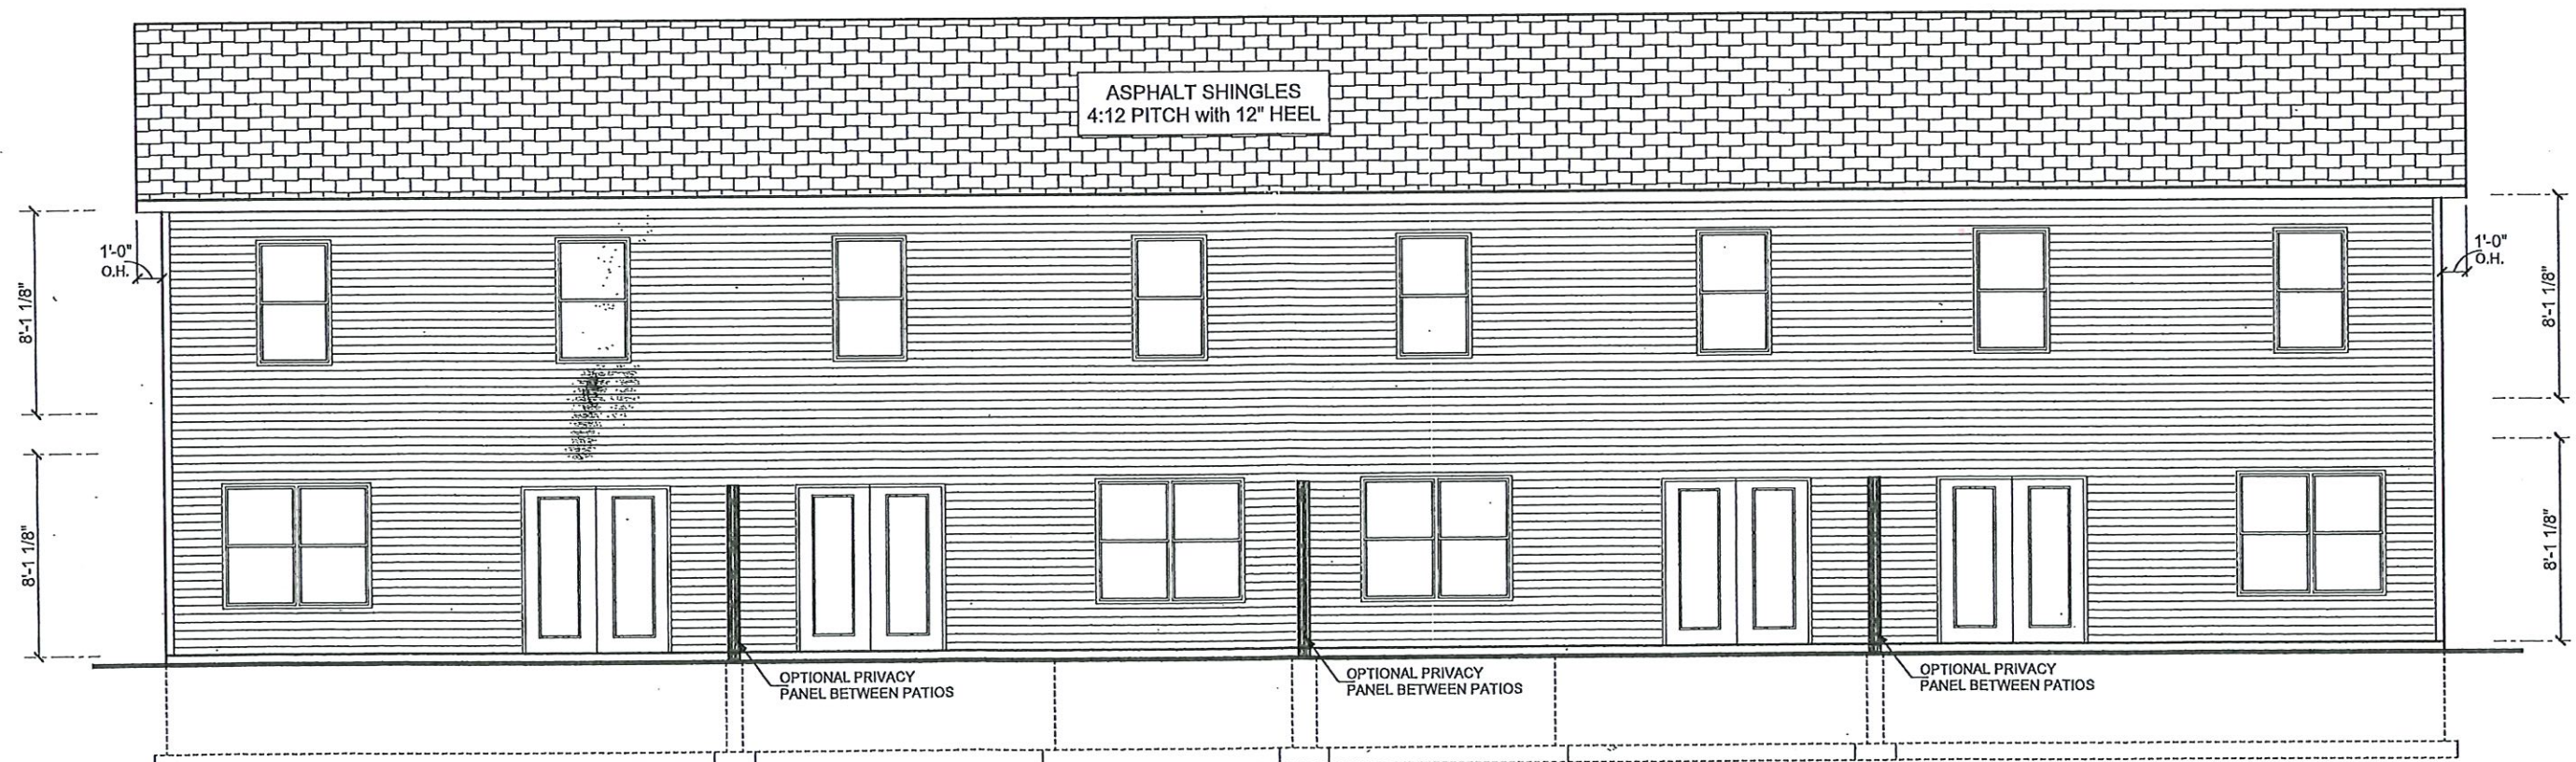 ASPHALT SHINGLES
4:12 PITCH with 12" HEEL
1'-0"
O.H.
1'-0"
O.H.
8'-1 1/8"
8'-1 1/8"
8'-1 1/8"
8'-1 1/8"
OPTIONAL PRIVACY
PANEL BETWEEN PATIOS
OPTIONAL PRIVACY
PANEL BETWEEN PATIOS
OPTIONAL PRIVACY
PANEL BETWEEN PATIOS